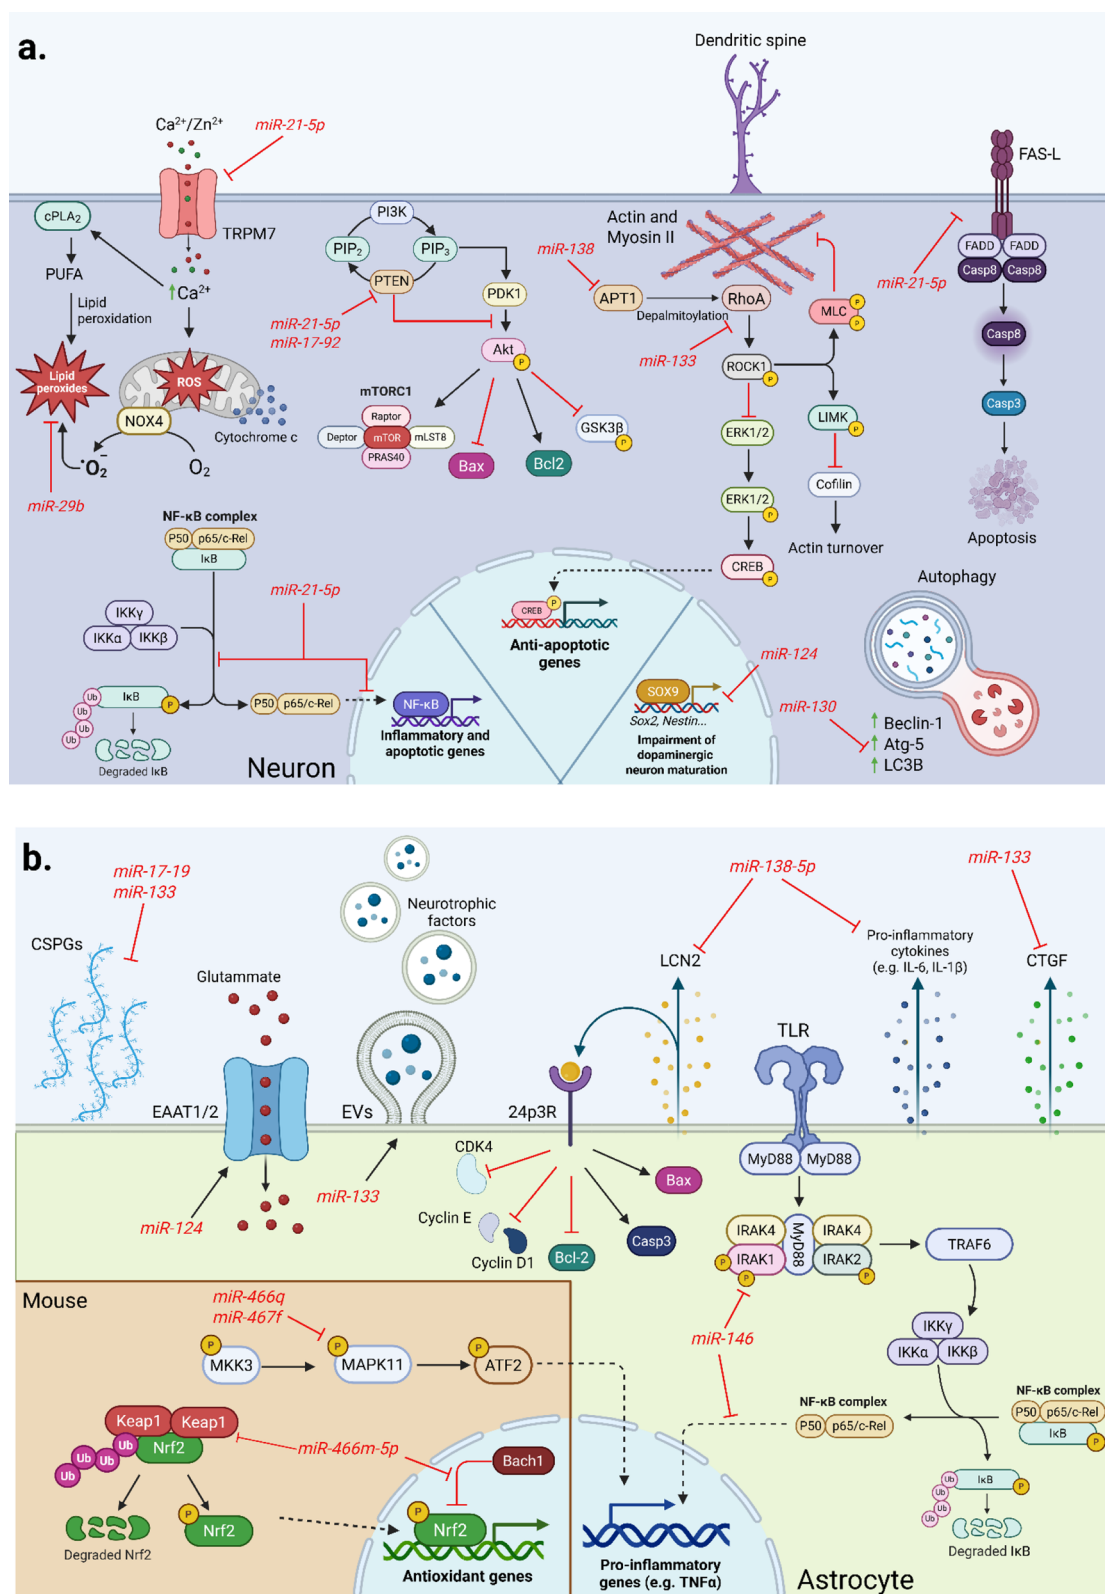 a.
Dendritic spine
Ca²⁺/Zn²⁺
miR-21-5p
FAS-L
cPLA₂
TRPM7
PI3K
PIP₂
PIP₃
PTEN
Actin and
Myosin II
miR-138
FADD
FADD
Casp8
Casp8
miR-21-5p
PUFA
↑Ca²⁺
PDK1
APT1
Depalmitoylation
RhoA
MLC
P
P
Lipid
peroxidation
miR-21-5p
miR-17-92
Akt
P
miR-133
ROCK1
P
Casp8
Lipid
peroxides
ROS
NOX4
Cytochrome c
mTORC1
Raptor
Deptor
mTOR
mLST8
PRAS40
GSK3β
P
Bax
Bcl2
ERK1/2
LIMK
P
Casp3
•O₂⁻
O₂
miR-29b
ERK1/2
P
Cofilin
Actin turnover
Apoptosis
NF-κB complex
P50
p65/c-Rel
IκB
CREB
P
Autophagy
miR-21-5p
IKKγ
IKKα
IKKβ
CREB
P
Anti-apoptotic
genes
miR-124
SOX9
Sox2, Nestin...
miR-130
Impairment of
dopaminergic
neuron maturation
↑ Beclin-1
↑ Atg-5
↑ LC3B
Ub
Ub
Ub
Ub
IκB
P
P50
p65/c-Rel
NF-κB
Inflammatory and
apoptotic genes
Degraded IκB
Neuron
b.
miR-17-19
miR-133
miR-138-5p
miR-133
CSPGs
Neurotrophic
factors
Pro-inflammatory
cytokines
(e.g. IL-6, IL-1β)
LCN2
CTGF
Glutammate
TLR
EAAT1/2
EVs
24p3R
CDK4
MyD88
MyD88
miR-133
miR-124
Bax
Cyclin E
Cyclin D1
Bcl-2
Casp3
IRAK4
MyD88
IRAK4
IRAK1
IRAK2
P
P
P
TRAF6
Mouse
miR-466q
miR-467f
P
MKK3
P
MAPK11
P
ATF2
miR-146
IKKγ
IKKα
IKKβ
NF-κB complex
P50
p65/c-Rel
NF-κB complex
P50
p65/c-Rel
IκB
P
Keap1
Keap1
Nrf2
Ub
Ub
Ub
Ub
miR-466m-5p
Bach1
P
Nrf2
P
Nrf2
Degraded Nrf2
Antioxidant genes
Pro-inflammatory
genes (e.g. TNFα)
Ub
Ub
Ub
Ub
IκB
P
Degraded IκB
Astrocyte